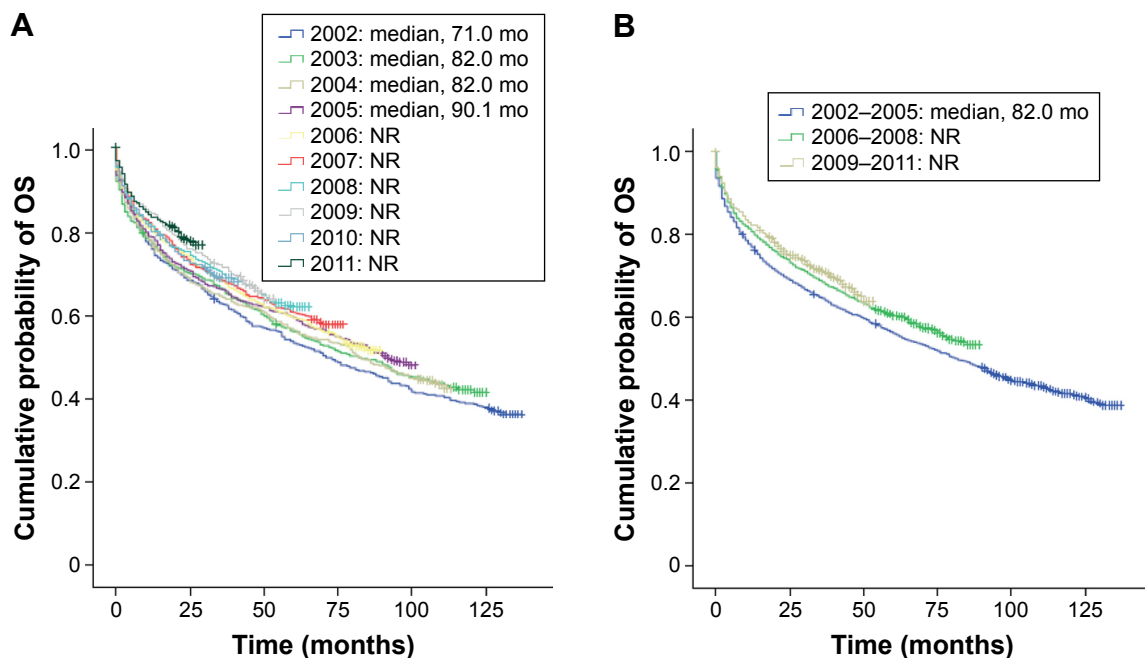 A
2002: median, 71.0 mo
2003: median, 82.0 mo
2004: median, 82.0 mo
2005: median, 90.1 mo
2006: NR
2007: NR
2008: NR
2009: NR
2010: NR
2011: NR
Cumulative probability of OS
1.0
0.8
0.6
0.4
0.2
0
0 25 50 75 100 125
Time (months)
B
2002–2005: median, 82.0 mo
2006–2008: NR
2009–2011: NR
Cumulative probability of OS
1.0
0.8
0.6
0.4
0.2
0
0 25 50 75 100 125
Time (months)